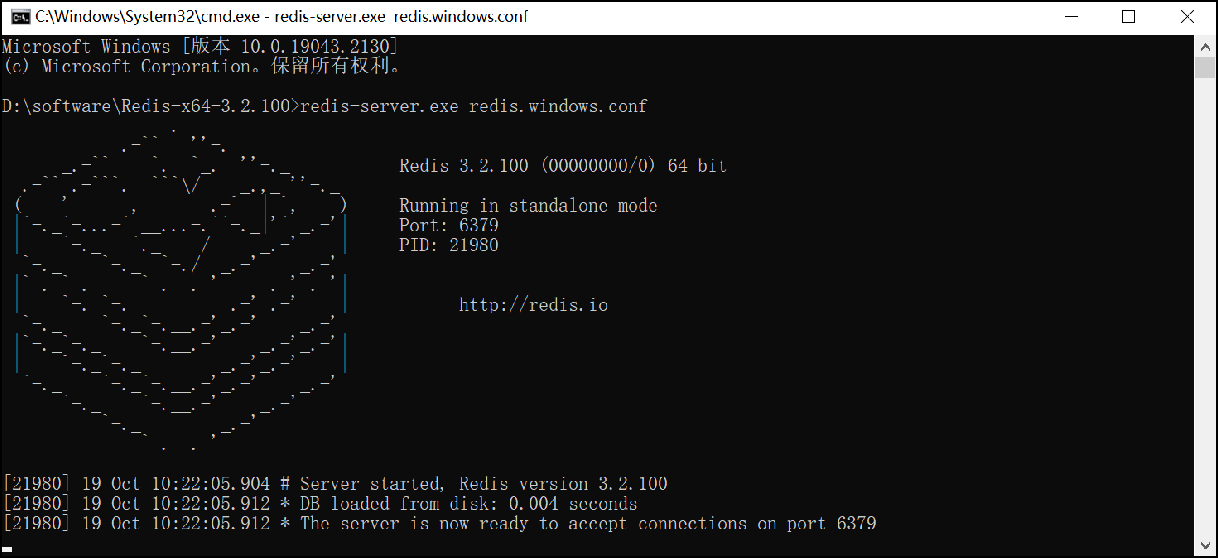 C:\Windows\System32\cmd.exe - redis-server.exe redis.windows.conf
Microsoft Windows [版本 10.0.19043.2130]
(c) Microsoft Corporation。保留所有权利。
D:\software\Redis-x64-3.2.100>redis-server.exe redis.windows.conf
Redis 3.2.100 (00000000/0) 64 bit
Running in standalone mode
Port: 6379
PID: 21980
http://redis.io
[21980] 19 Oct 10:22:05.904 # Server started, Redis version 3.2.100
[21980] 19 Oct 10:22:05.912 * DB loaded from disk: 0.004 seconds
[21980] 19 Oct 10:22:05.912 * The server is now ready to accept connections on port 6379